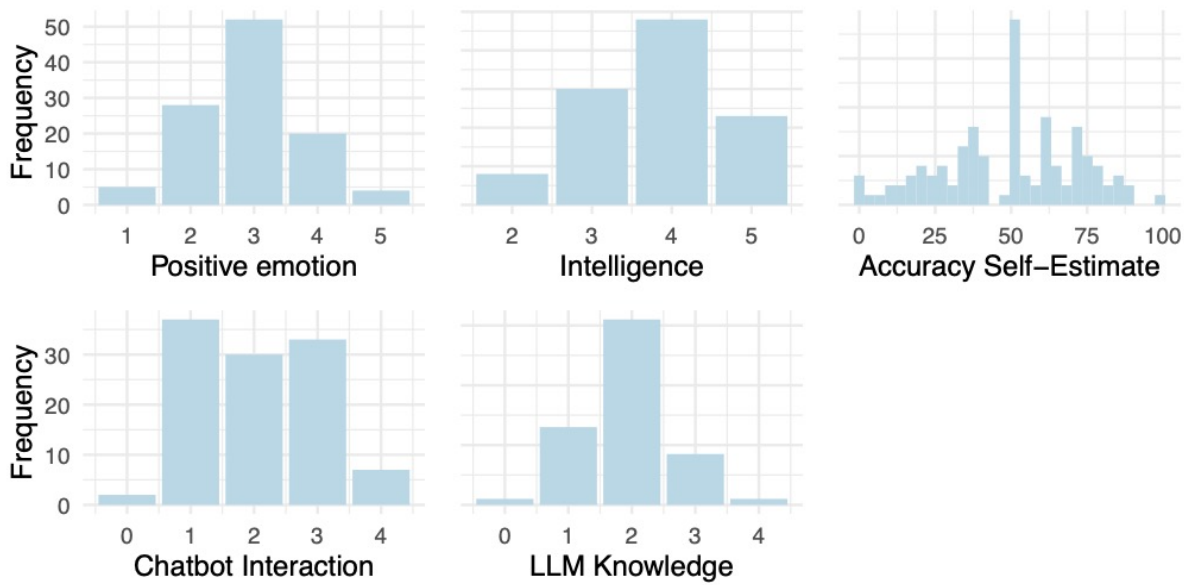 Frequency
50
40
30
20
10
0
1 2 3 4 5
Positive emotion
2 3 4 5
Intelligence
0 25 50 75 100
Accuracy Self−Estimate
Frequency
30
20
10
0
0 1 2 3 4
Chatbot Interaction
0 1 2 3 4
LLM Knowledge